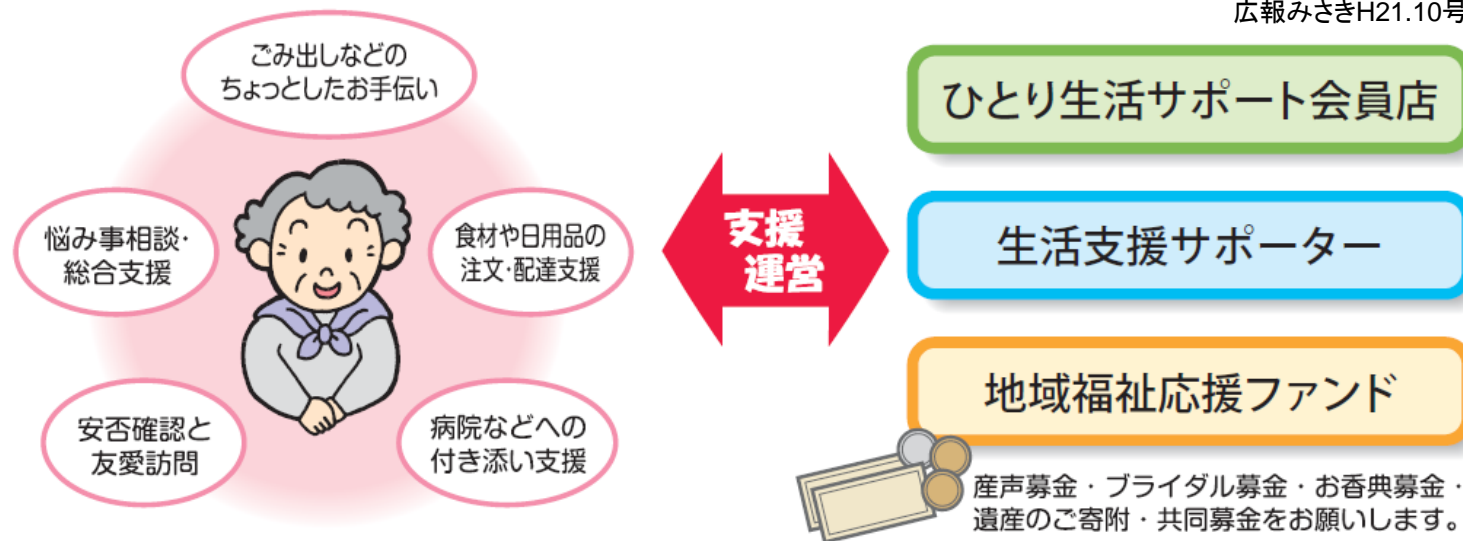 広報みさきH21.10号
ごみ出しなどの
ちょっとしたお手伝い
悩み事相談・
総合支援
食材や日用品の
注文・配達支援
安否確認と
友愛訪問
病院などへの
付き添い支援
支援
運営
ひとり生活サポート会員店
生活支援サポーター
地域福祉応援ファンド
産声募金・ブライダル募金・お香典募金・
遺産のご寄附・共同募金をお願いします。